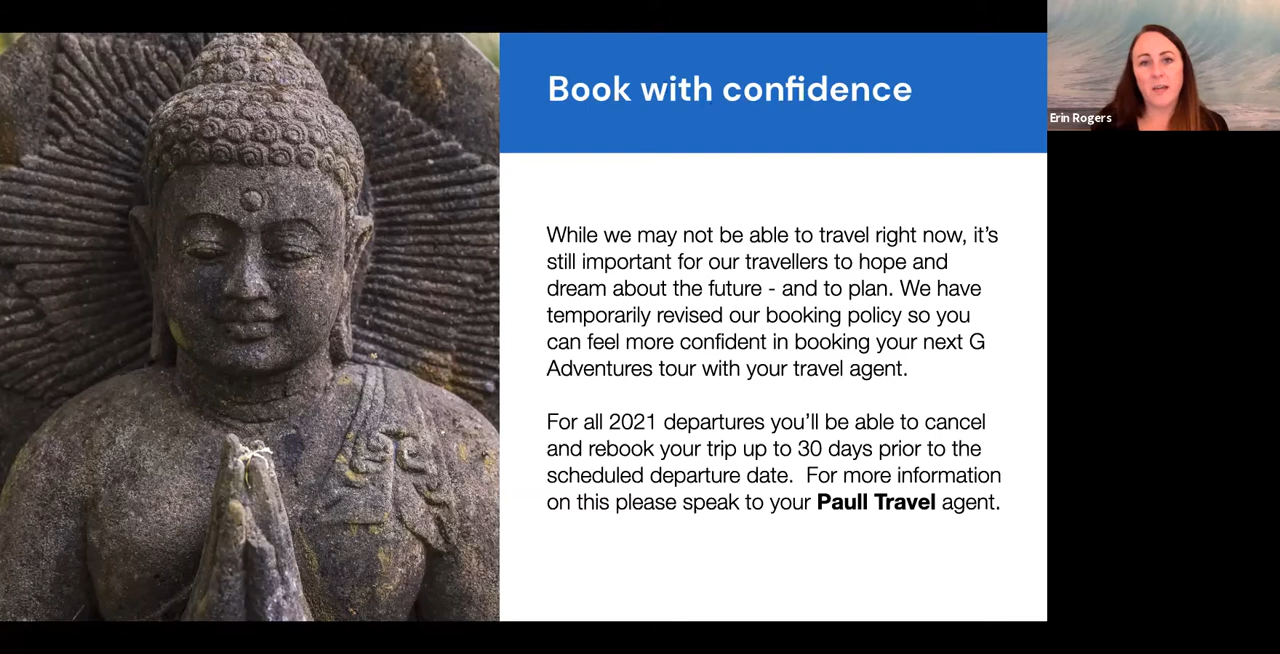 Book with confidence
Erin Rogers
While we may not be able to travel right now, it’s
still important for our travellers to hope and
dream about the future - and to plan. We have
temporarily revised our booking policy so you
can feel more confident in booking your next G
Adventures tour with your travel agent.
For all 2021 departures you’ll be able to cancel
and rebook your trip up to 30 days prior to the
scheduled departure date.  For more information
on this please speak to your Paull Travel agent.